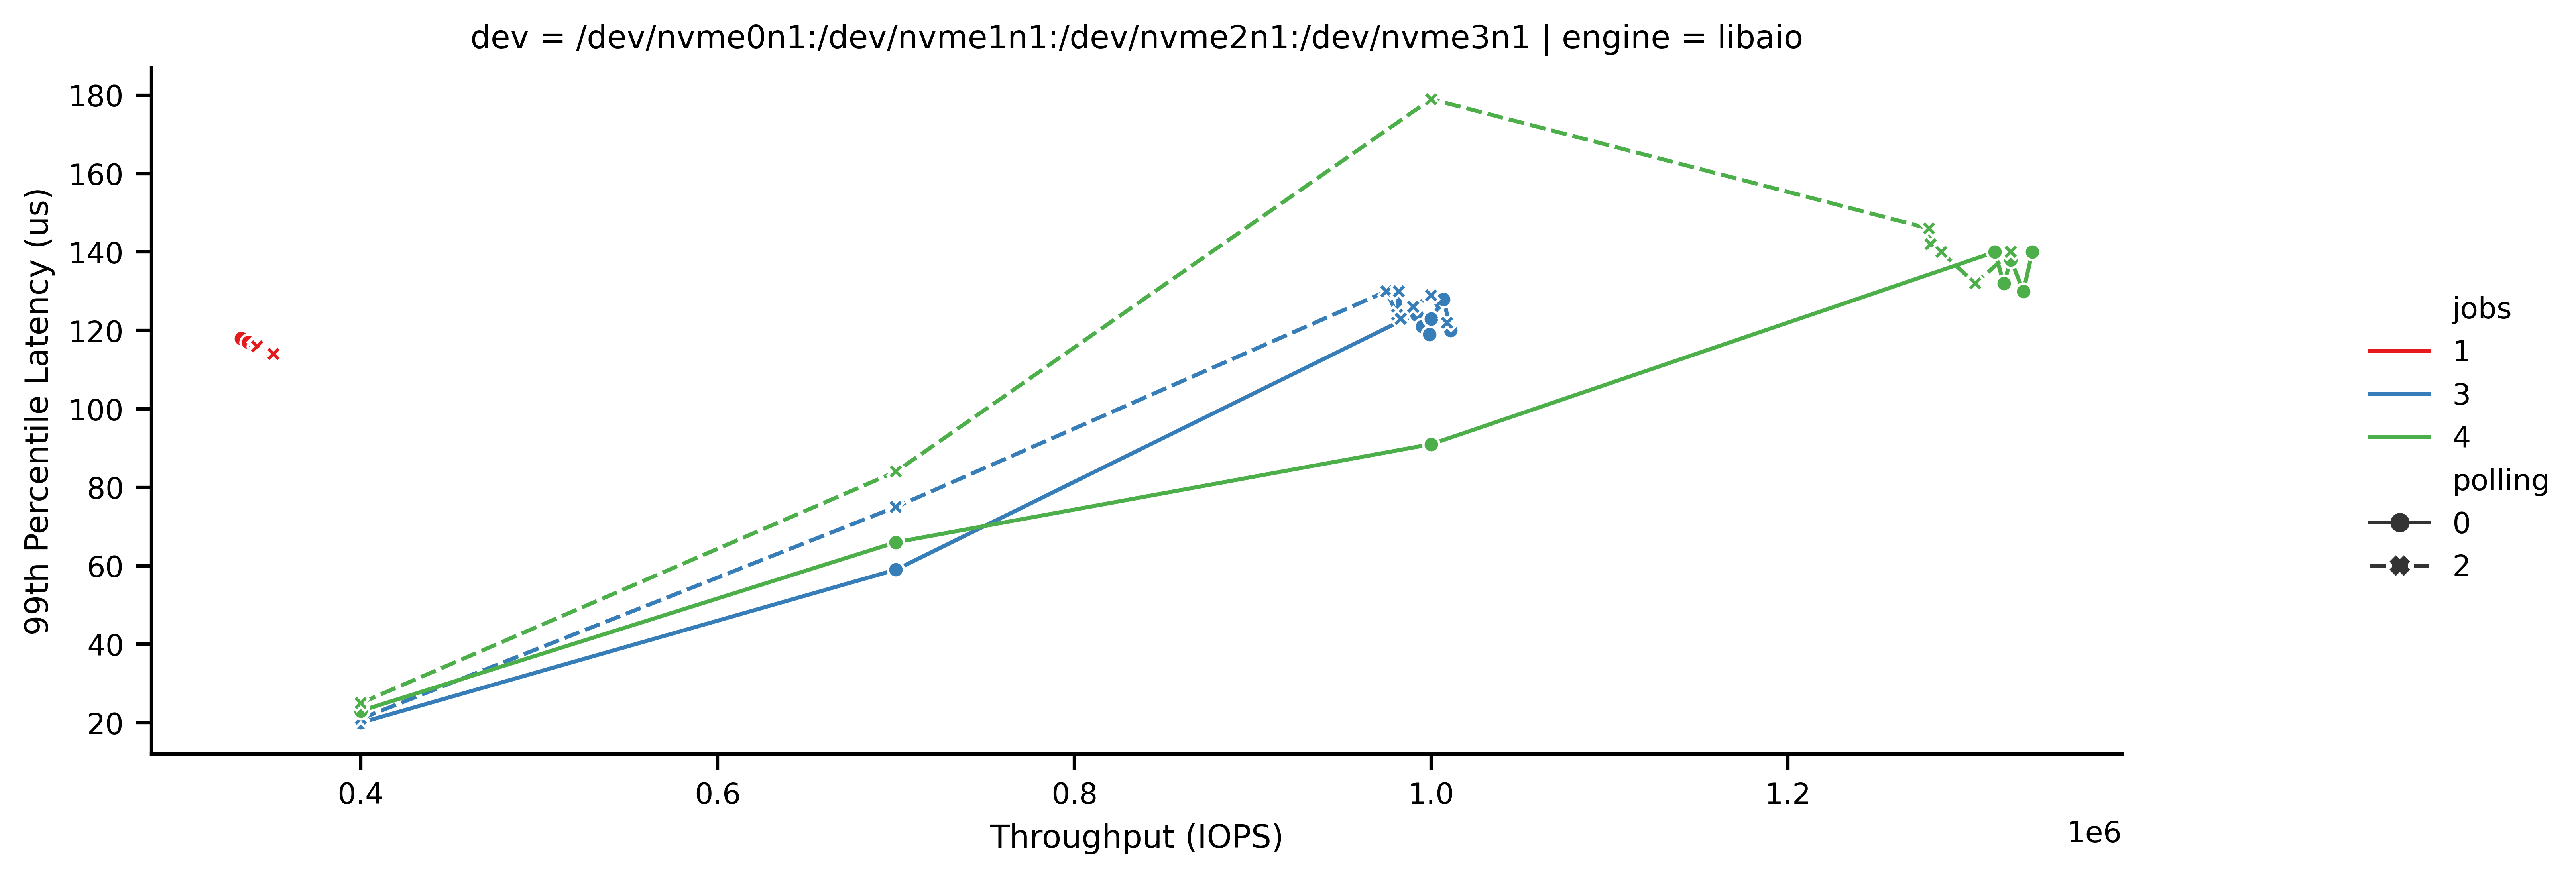 dev = /dev/nvme0n1:/dev/nvme1n1:/dev/nvme2n1:/dev/nvme3n1 | engine = libaio
99th Percentile Latency (us)
180
160
140
120
100
80
60
40
20
0.4 0.6 0.8 1.0 1.2
1e6
Throughput (IOPS)
jobs
1
3
4
polling
0
2